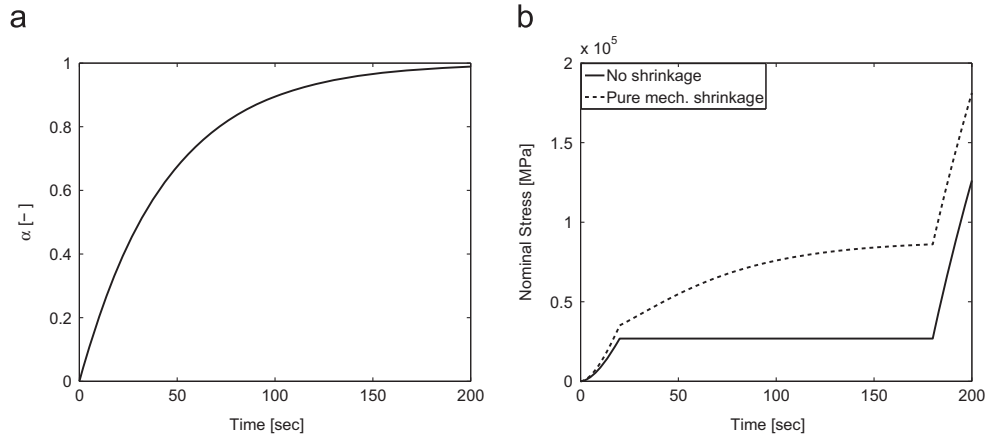 a
1
0.8
0.6
0.4
0.2
0
α [−]
0 50 100 150 200
Time [sec]
b
x 10⁵
2
1.5
1
0.5
0
Nominal Stress [MPa]
No shrinkage
Pure mech. shrinkage
0 50 100 150 200
Time [sec]